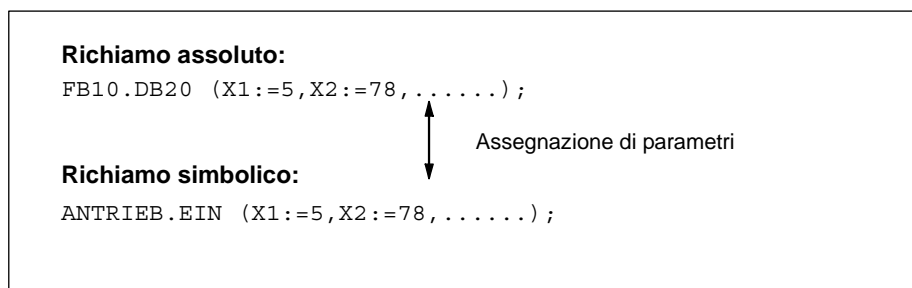 Richiamo assoluto:
FB10.DB20 (X1:=5,X2:=78,......);
Assegnazione di parametri
Richiamo simbolico:
ANTRIEB.EIN (X1:=5,X2:=78,......);